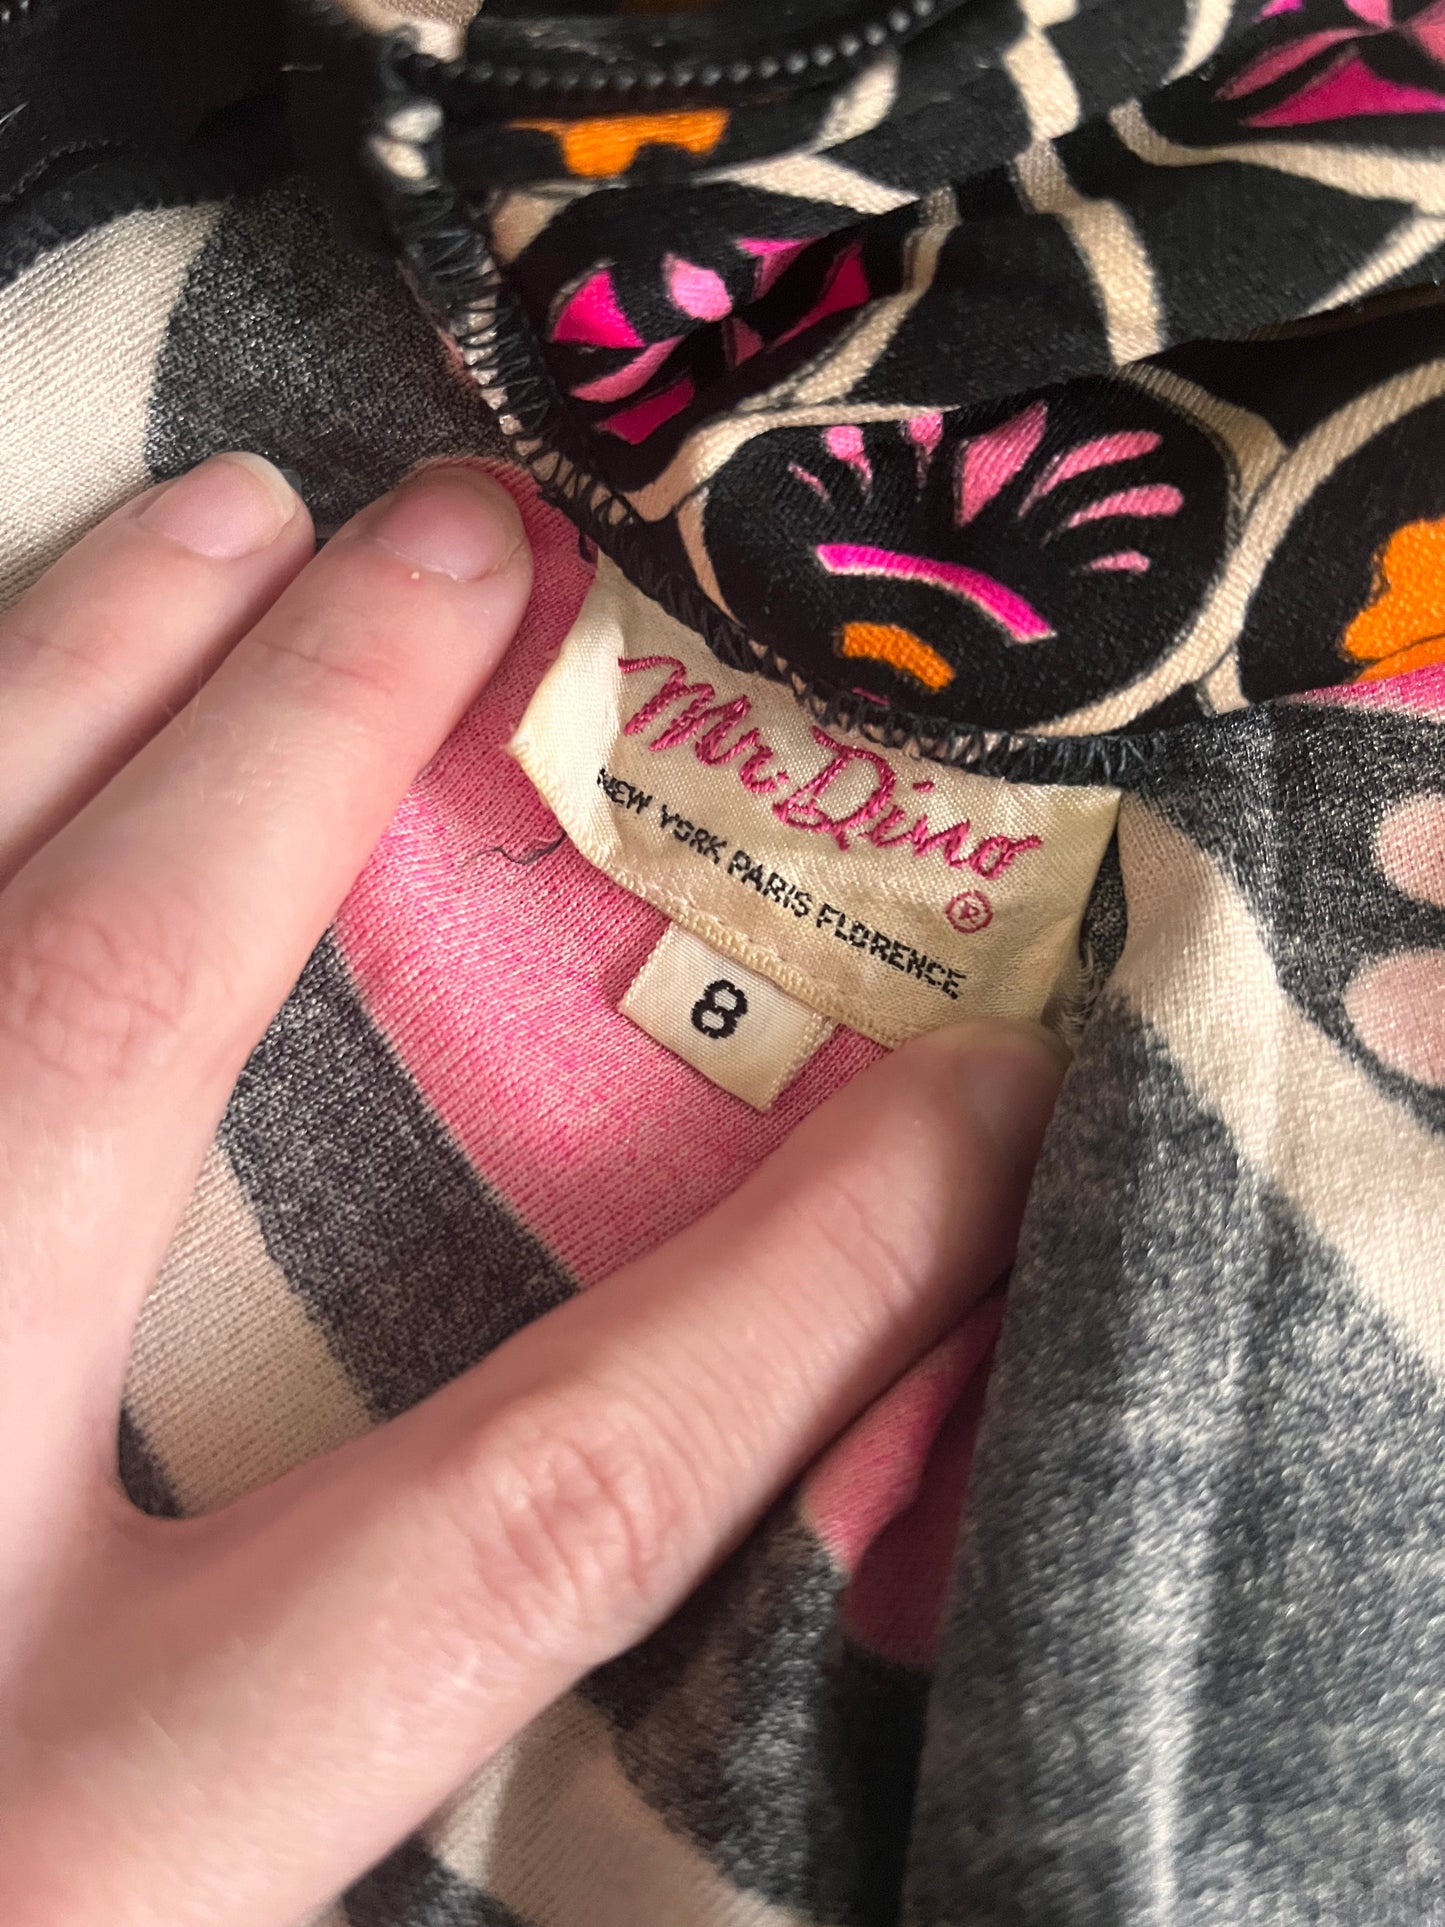 Mr. Dino ®
NEW YORK PARIS FLORENCE
8